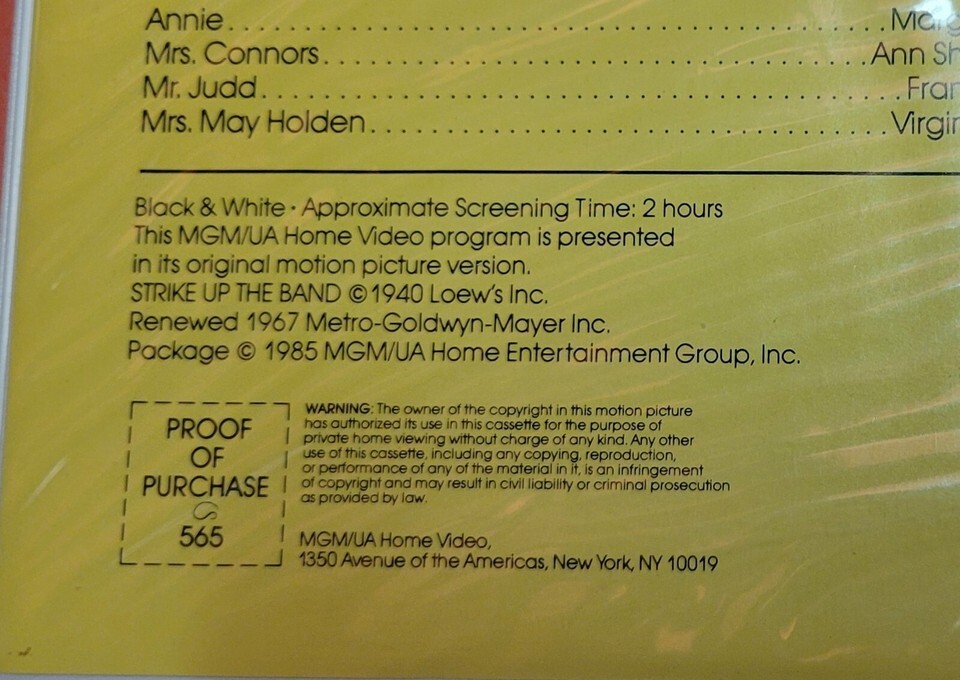 Annie
Mrs. Connors Ann
Mr. Judd
Mrs. May Holden
Black & White • Approximate Screening Time: 2 hours
This MGM/UA Home Video program is presented
in its original motion picture version.
STRIKE UP THE BAND © 1940 Loew's Inc.
Renewed 1967 Metro-Goldwyn-Mayer Inc.
Package © 1985 MGM/UA Home Entertainment Group, Inc.
PROOF
OF
PURCHASE
565
WARNING: The owner of the copyright in this motion picture
has authorized its use in this cassette for the purpose of
private home viewing without charge of any kind. Any other
use of this cassette, including any copying, reproduction,
or performance of any of the material in it, is an infringement
of copyright and may result in civil liability or criminal prosecution
as provided by law.
MGM/UA Home Video,
1350 Avenue of the Americas, New York, NY 10019